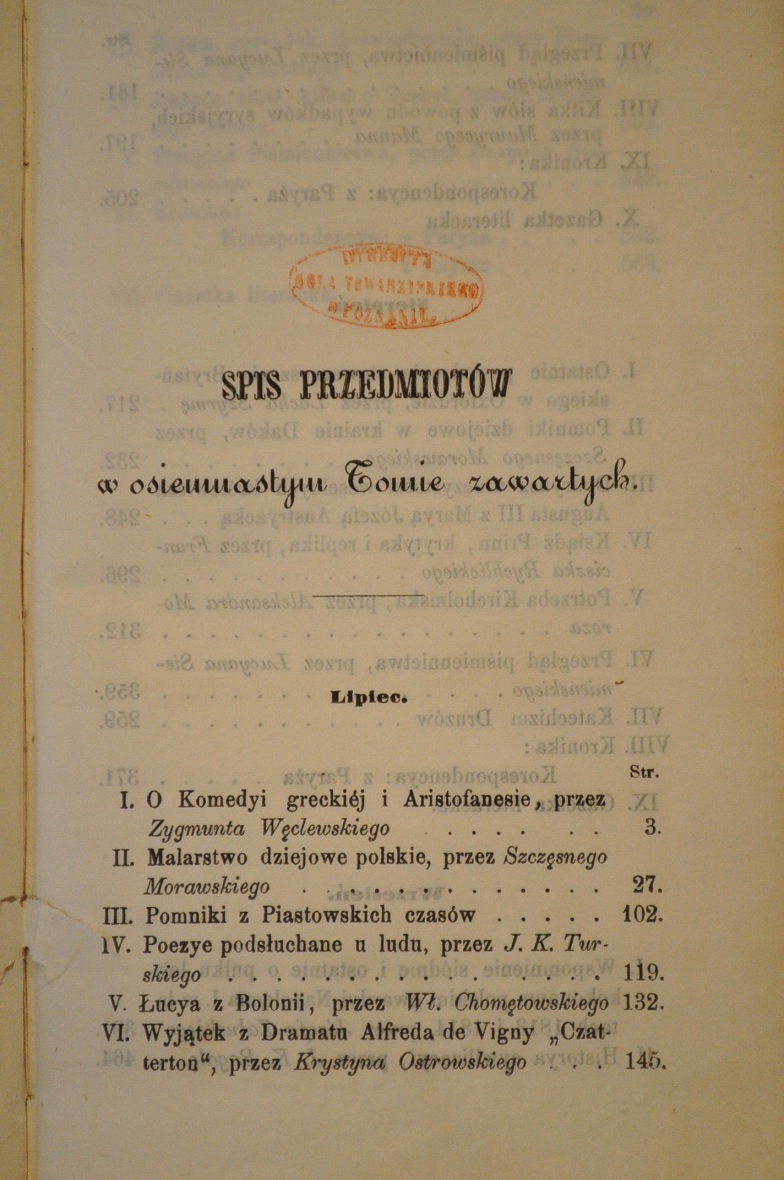 SPIS PRZEDMIOTÓW
w osiemnastym Tomie zawartych.
Lipiec.
Str.
I. O Komedyi greckiéj i Aristofanesie, przez
Zygmunta Węclewskiego . . . . . . 3.
II. Malarstwo dziejowe polskie, przez Szczęsnego
Morawskiego . . . . . . . . . . . . . 27.
III. Pomniki z Piastowskich czasów . . . . . 102.
IV. Poezye podsłuchane u ludu, przez J. K. Tur-
skiego . . . . . . . . . . . . . . 119.
V. Łucya z Bolonii, przez Wł. Chomętowskiego 132.
VI. Wyjątek z Dramatu Alfreda de Vigny „Czat-
terton“, przez Krystyna Ostrowskiego . . . 145.